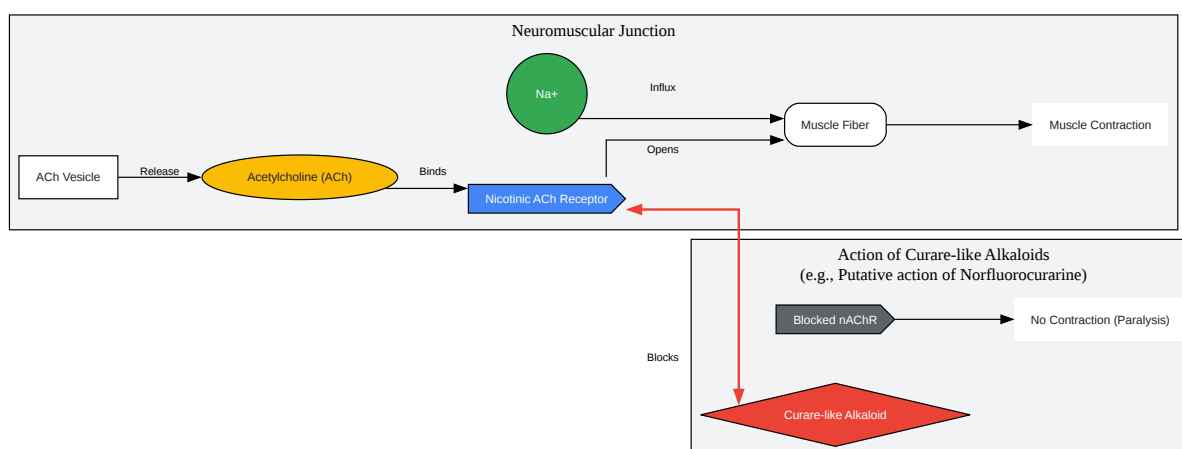 Neuromuscular Junction
Na+
Influx
Muscle Fiber
Muscle Contraction
Opens
ACh Vesicle
Release
Acetylcholine (ACh)
Binds
Nicotinic ACh Receptor
Action of Curare-like Alkaloids
(e.g., Putative action of Norfluorocurarine)
Blocked nAChR
No Contraction (Paralysis)
Blocks
Curare-like Alkaloid